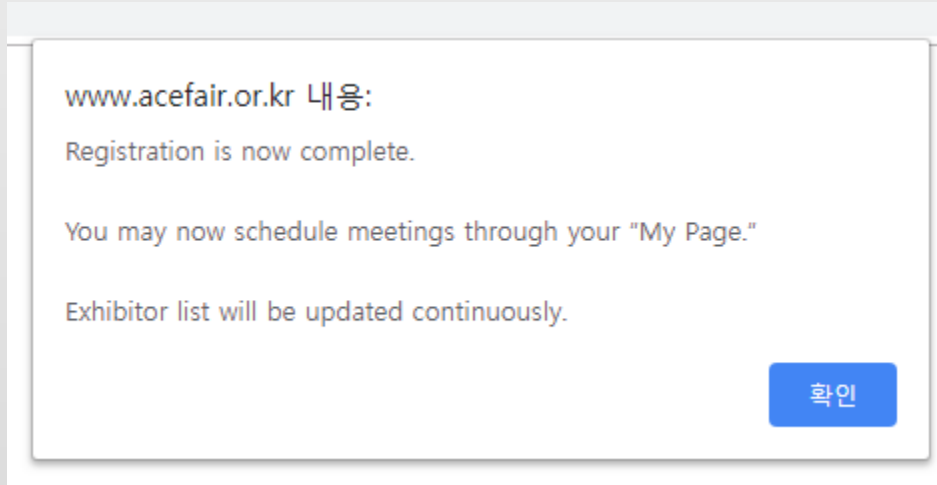 www.acefair.or.kr 내용:
Registration is now complete.
You may now schedule meetings through your "My Page."
Exhibitor list will be updated continuously.
확인